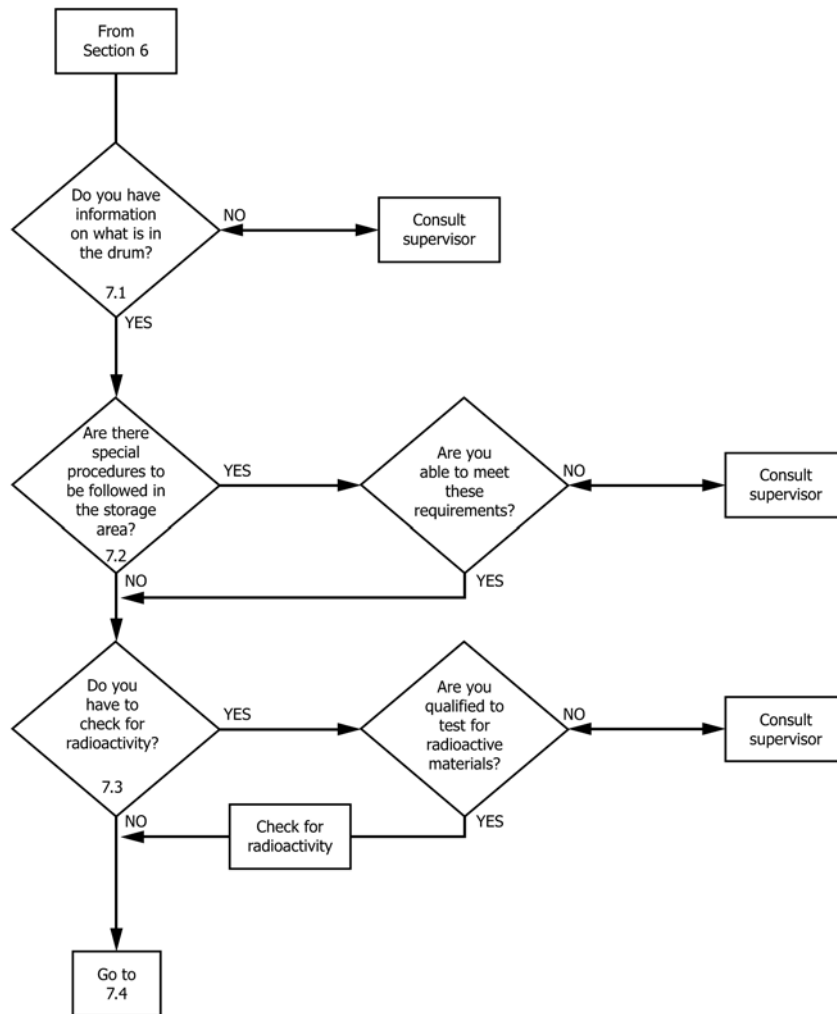 From
Section 6
Do you have
information
on what is in
the drum?
7.1
NO
Consult
supervisor
YES
Are there
special
procedures to
be followed in
the storage
area?
7.2
YES
Are you
able to meet
these
requirements?
NO
Consult
supervisor
NO
YES
Do you
have to
check for
radioactivity?
7.3
YES
Are you
qualified to
test for
radioactive
materials?
NO
Consult
supervisor
NO
Check for
radioactivity
YES
Go to
7.4